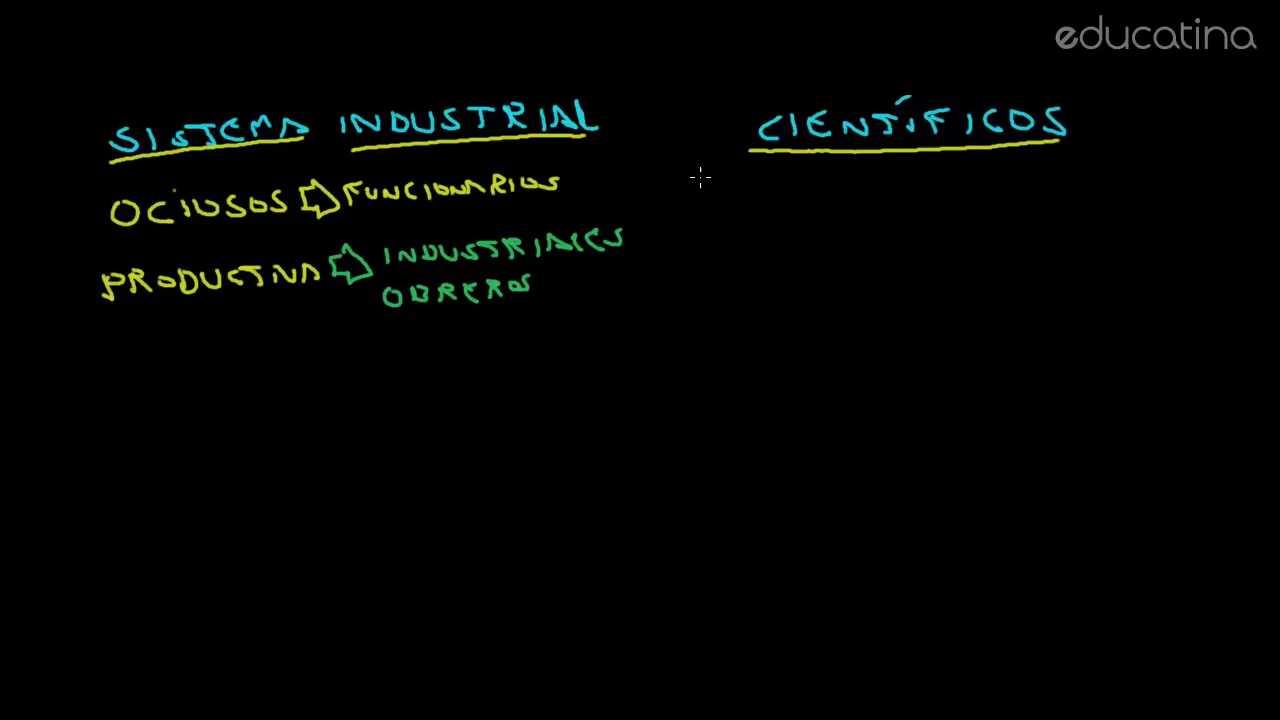 educatina
SISTEMA INDUSTRIAL
OCIOSOS ⇨ FUNCIONARIOS
PRODUCTIVA ⇨ INDUSTRIALES
OBREROS
CIENTÍFICOS